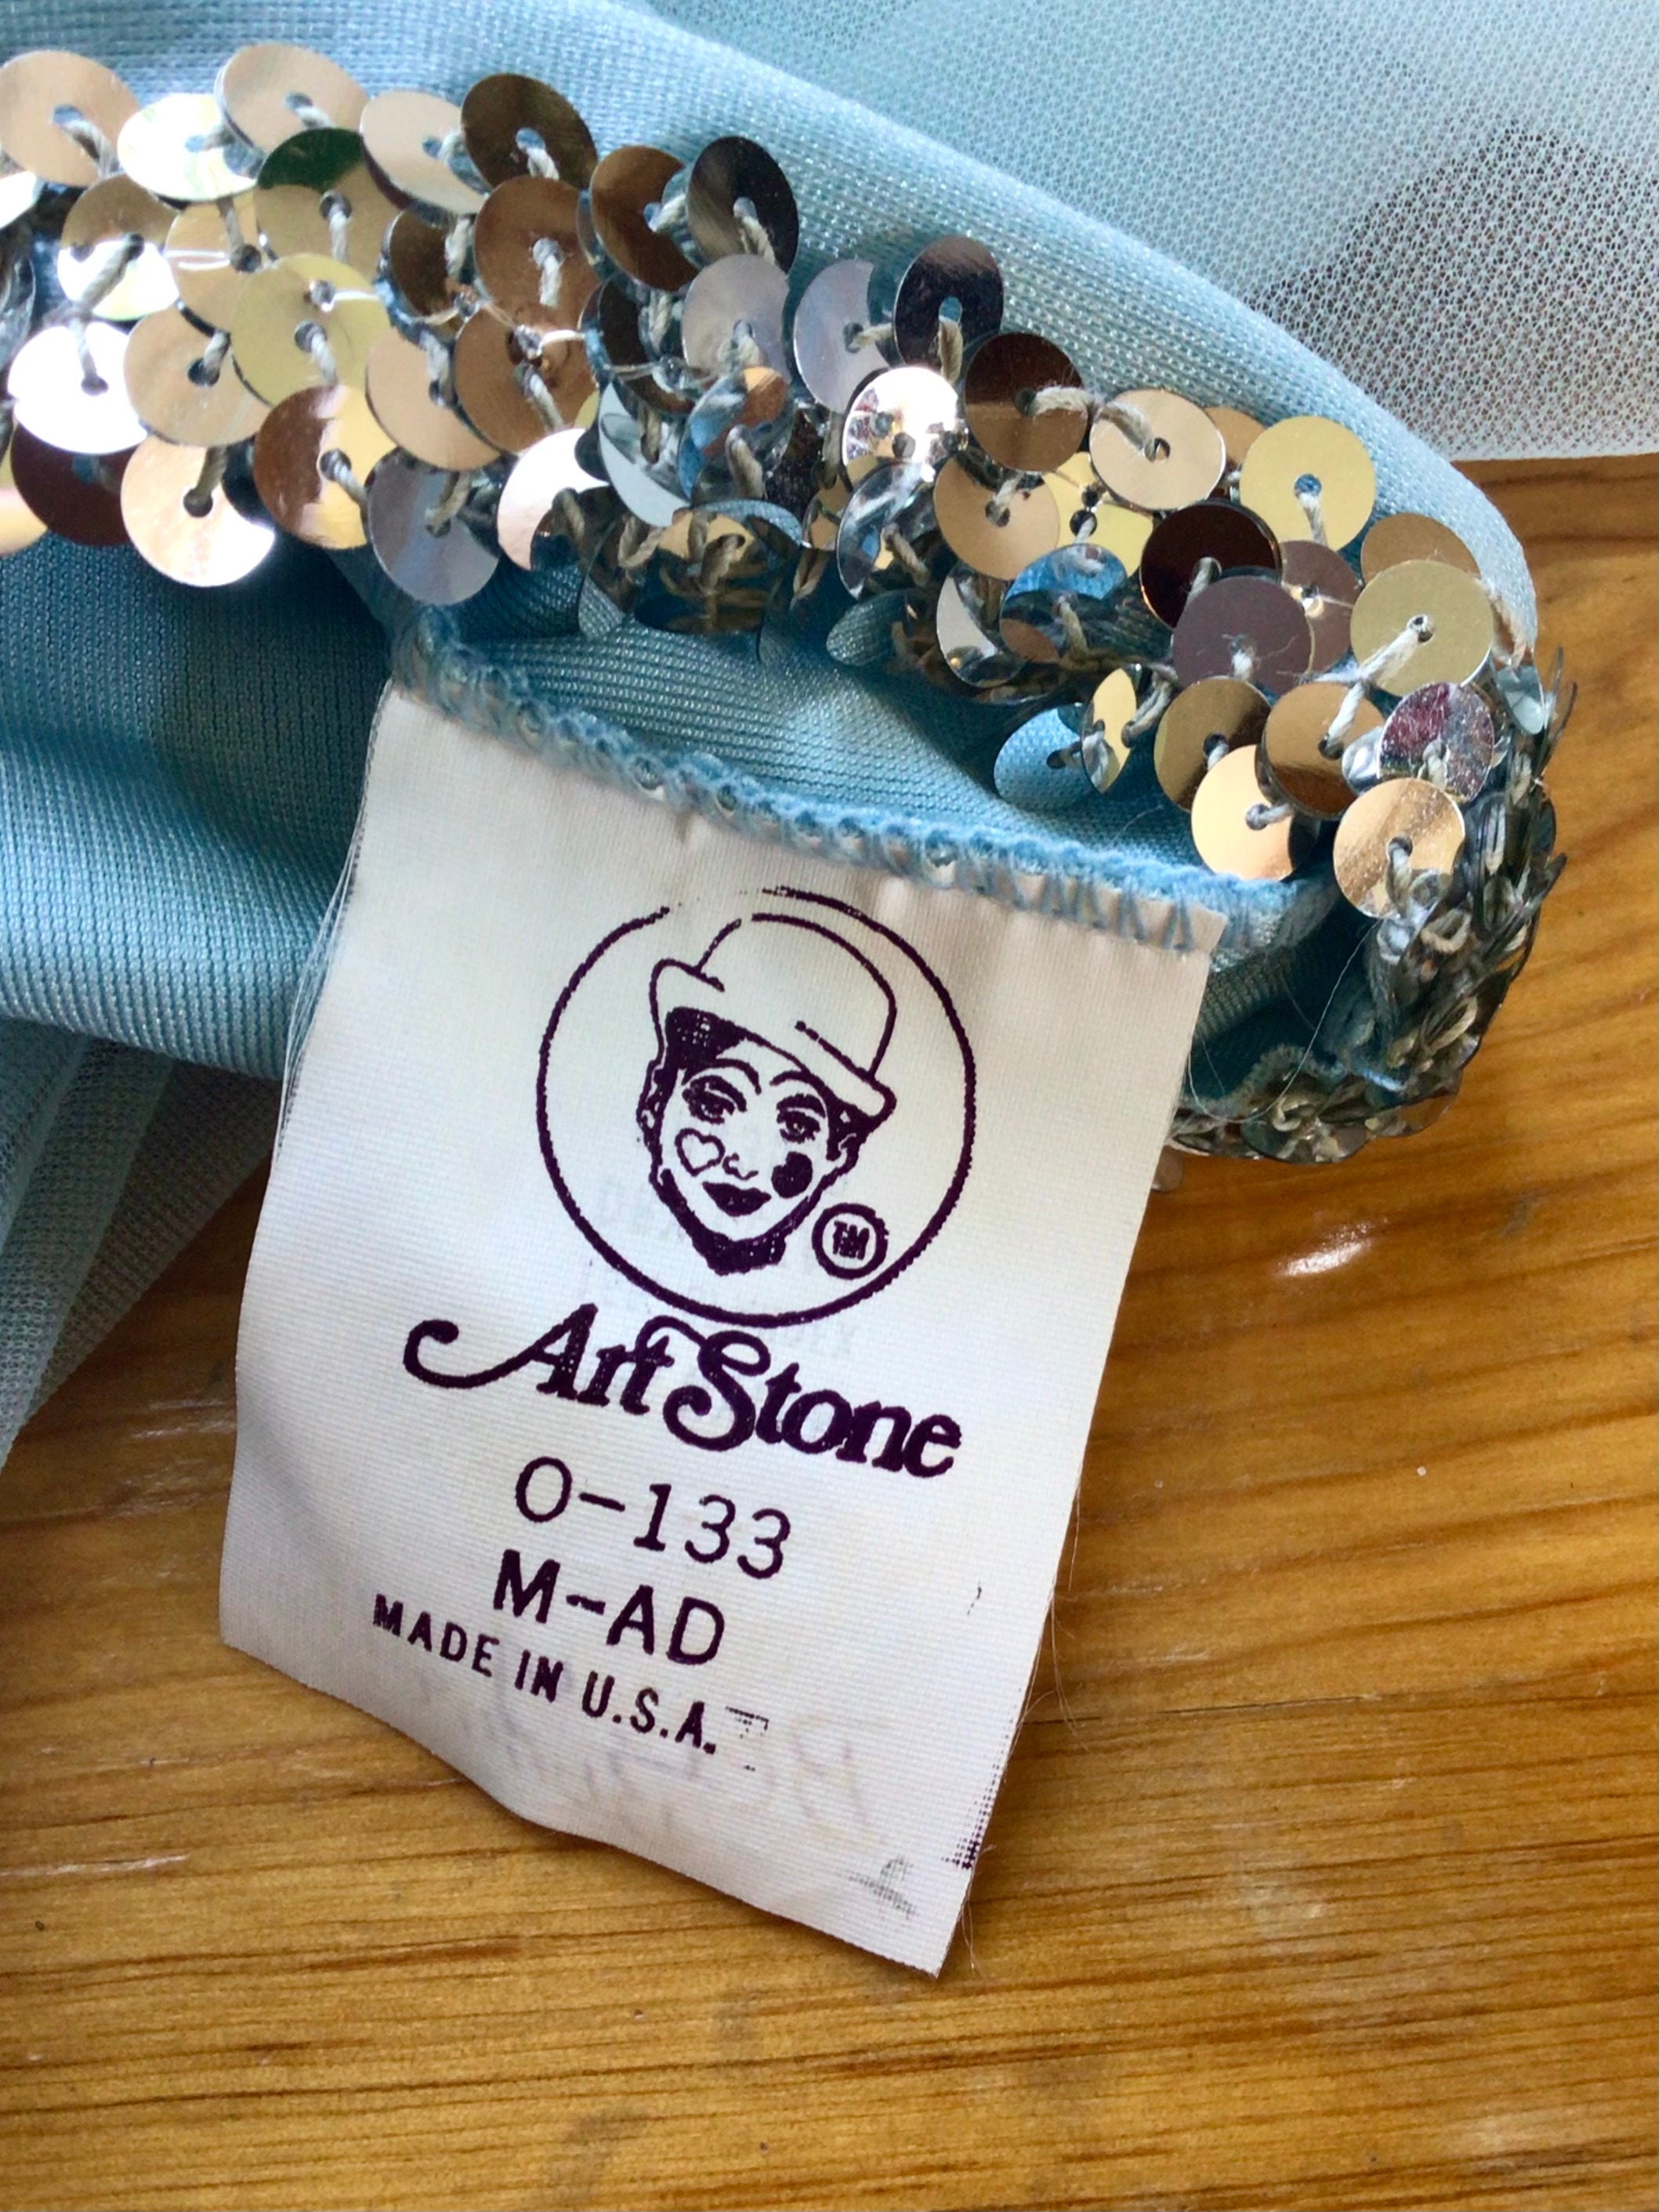 TM
Art Stone
O-133
M-AD
MADE IN U.S.A.